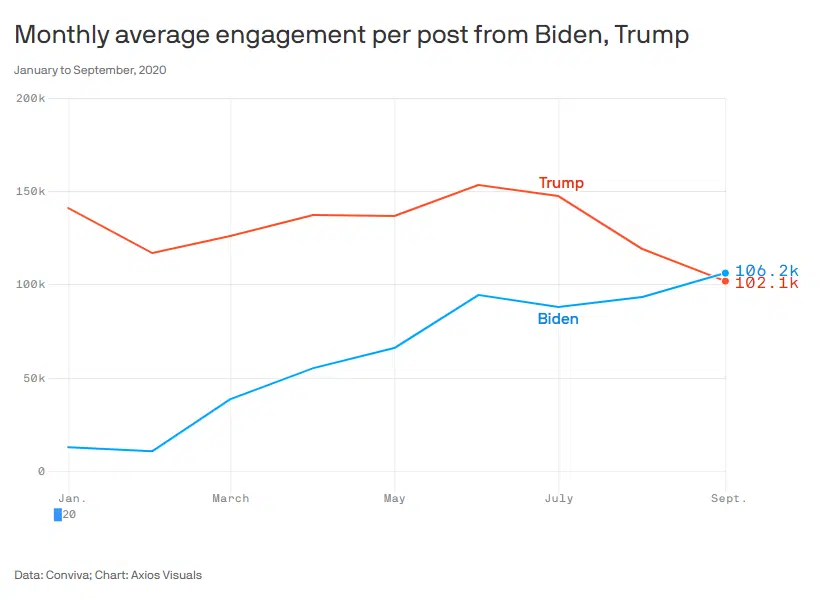 Monthly average engagement per post from Biden, Trump
January to September, 2020
200k
150k
100k
50k
0
Trump
Biden
106.2k
102.1k
Jan. March May July Sept.
20
Data: Conviva; Chart: Axios Visuals